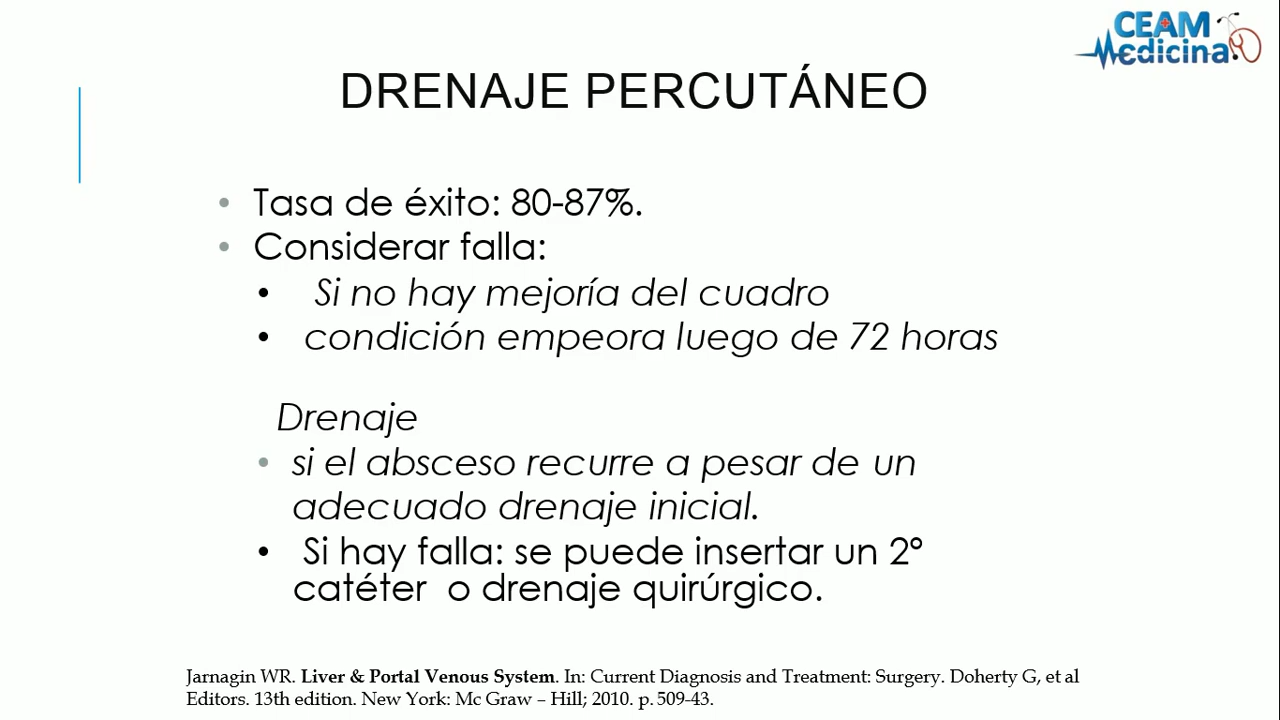 CEAM
Medicina
DRENAJE PERCUTÁNEO
• Tasa de éxito: 80-87%.
• Considerar falla:
• Si no hay mejoría del cuadro
• condición empeora luego de 72 horas
Drenaje
• si el absceso recurre a pesar de un
adecuado drenaje inicial.
• Si hay falla: se puede insertar un 2º
catéter o drenaje quirúrgico.
Jarnagin WR. Liver & Portal Venous System. In: Current Diagnosis and Treatment: Surgery. Doherty G, et al
Editors. 13th edition. New York: Mc Graw – Hill; 2010. p. 509-43.